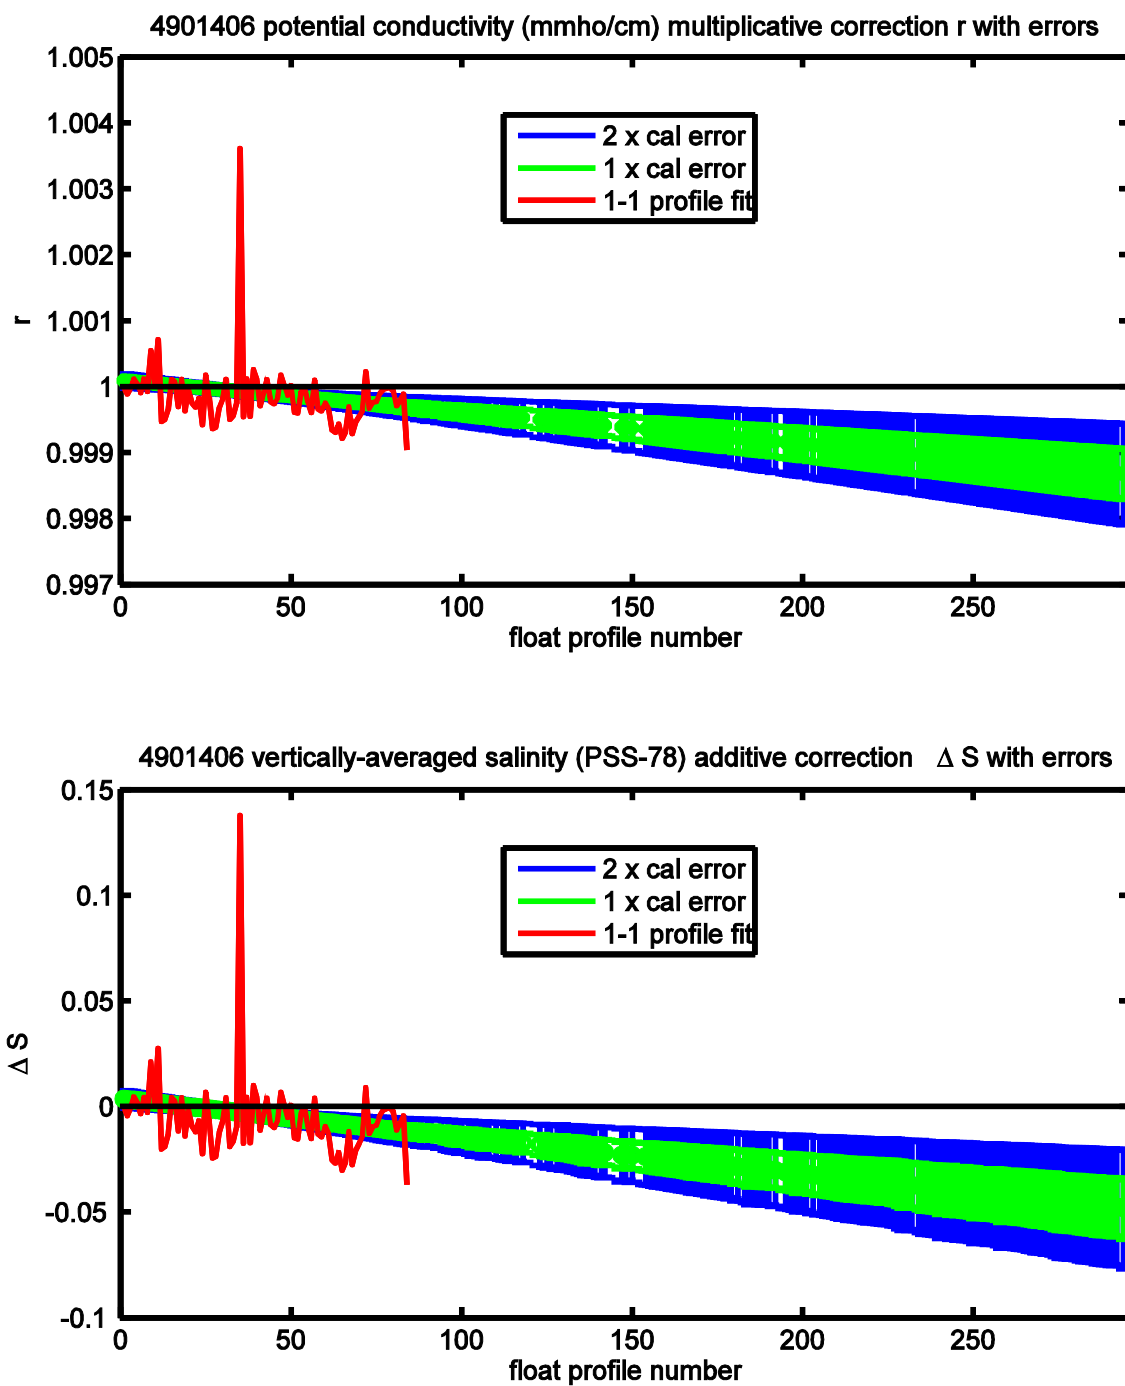 4901406 potential conductivity (mmho/cm) multiplicative correction r with errors
1.005
1.004
1.003
1.002
1.001
1
0.999
0.998
0.997
r
2 x cal error
1 x cal error
1-1 profile fit
0 50 100 150 200 250
float profile number
4901406 vertically-averaged salinity (PSS-78) additive correction Δ S with errors
0.15
0.1
0.05
0
-0.05
-0.1
Δ S
2 x cal error
1 x cal error
1-1 profile fit
0 50 100 150 200 250
float profile number